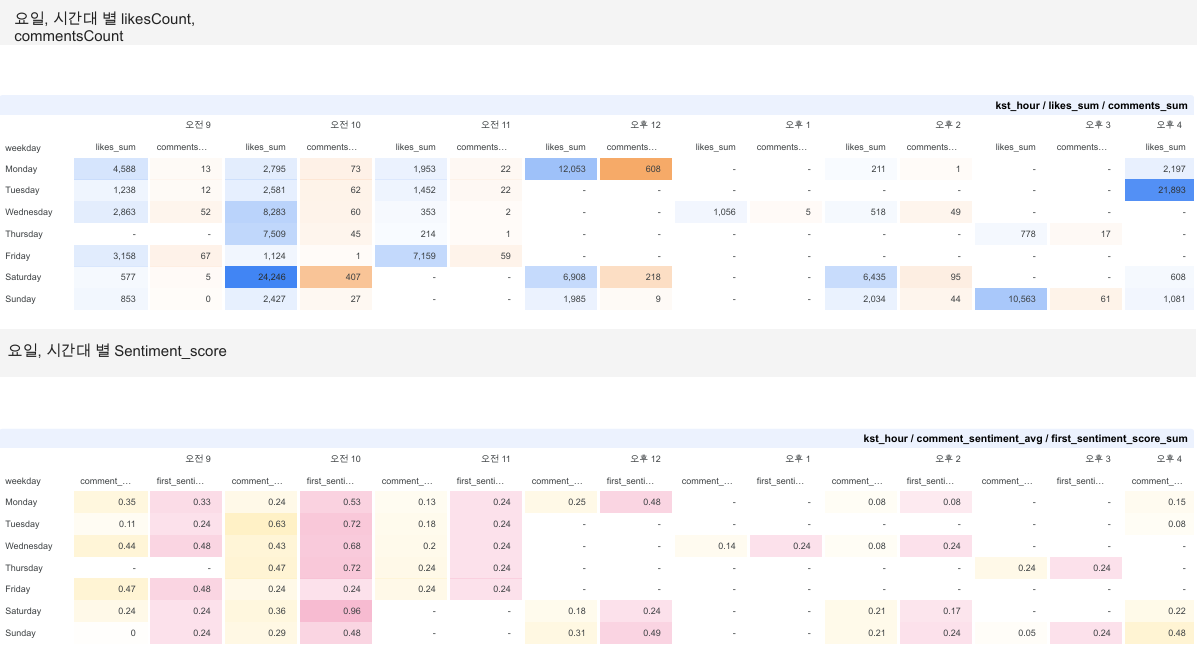 요일, 시간대 별 likesCount,
commentsCount
kst_hour / likes_sum / comments_sum
오전 9 오전 10 오전 11 오후 12 오후 1 오후 2 오후 3 오후 4
weekday likes_sum comments… likes_sum comments… likes_sum comments… likes_sum comments… likes_sum comments… likes_sum comments… likes_sum comments… likes_sum
Monday 4,588 13 2,795 73 1,953 22 12,053 608 - - 211 1 - - 2,197
Tuesday 1,238 12 2,581 62 1,452 22 - - - - - - - - 21,893
Wednesday 2,863 52 8,283 60 353 2 - - 1,056 5 518 49 - - -
Thursday - - 7,509 45 214 1 - - - - - - 778 17 -
Friday 3,158 67 1,124 1 7,159 59 - - - - - - - - -
Saturday 577 5 24,246 407 - - 6,908 218 - - 6,435 95 - - 608
Sunday 853 0 2,427 27 - - 1,985 9 - - 2,034 44 10,563 61 1,081
요일, 시간대 별 Sentiment_score
kst_hour / comment_sentiment_avg / first_sentiment_score_sum
오전 9 오전 10 오전 11 오후 12 오후 1 오후 2 오후 3 오후 4
weekday comment_… first_senti… comment_… first_senti… comment_… first_senti… comment_… first_senti… comment_… first_senti… comment_… first_senti… comment_… first_senti… comment_…
Monday 0.35 0.33 0.24 0.53 0.13 0.24 0.25 0.48 - - 0.08 0.08 - - 0.15
Tuesday 0.11 0.24 0.63 0.72 0.18 0.24 - - - - - - - - 0.08
Wednesday 0.44 0.48 0.43 0.68 0.2 0.24 - - 0.14 0.24 0.08 0.24 - - -
Thursday - - 0.47 0.72 0.24 0.24 - - - - - - 0.24 0.24 -
Friday 0.47 0.48 0.24 0.24 0.24 0.24 - - - - - - - - -
Saturday 0.24 0.24 0.36 0.96 - - 0.18 0.24 - - 0.21 0.17 - - 0.22
Sunday 0 0.24 0.29 0.48 - - 0.31 0.49 - - 0.21 0.24 0.05 0.24 0.48